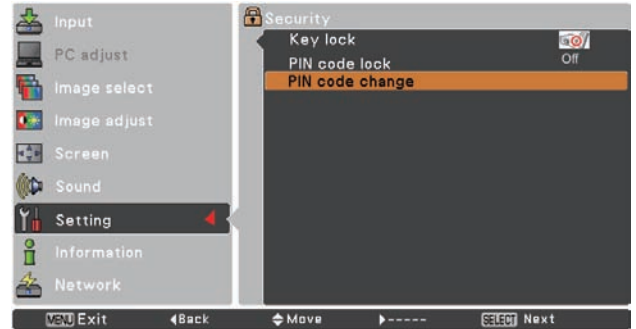 Input
PC adjust
Image select
Image adjust
Screen
Sound
Setting
Information
Network
Security
Key lock
PIN code lock Off
PIN code change
MENU Exit ◀Back Move ▶----- SELECT Next